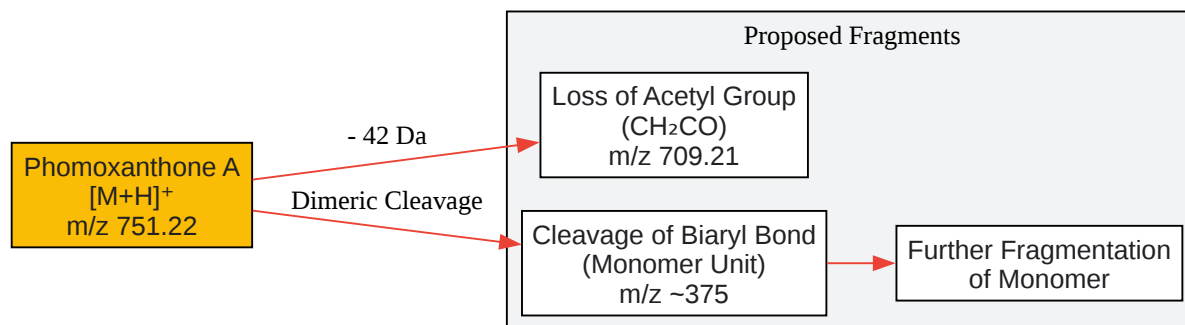 Proposed Fragments
Loss of Acetyl Group
(CH₂CO)
m/z 709.21
- 42 Da
Phomoxanthone A
[M+H]⁺
m/z 751.22
Dimeric Cleavage
Cleavage of Biaryl Bond
(Monomer Unit)
m/z ~375
Further Fragmentation
of Monomer